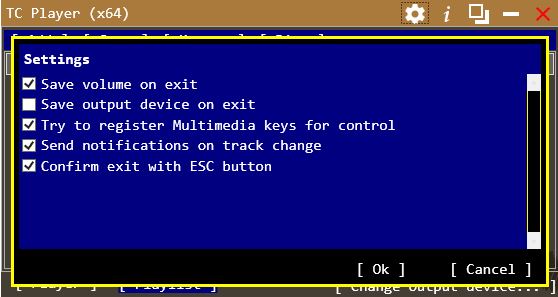 TC Player (x64)
Settings
Save volume on exit
Save output device on exit
Try to register Multimedia keys for control
Send notifications on track change
Confirm exit with ESC button
[ Ok ] [ Cancel ]
[ Player ] [ Playlist ] [ Change output device... ]